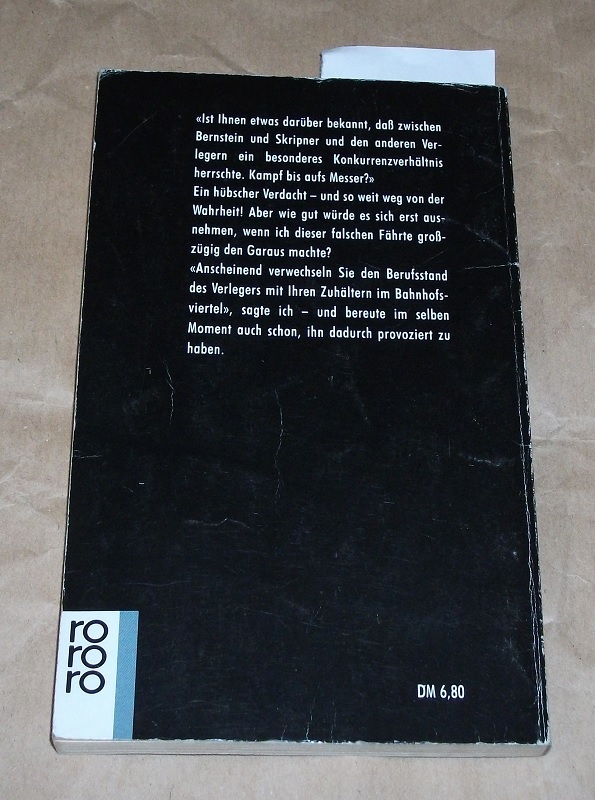 «Ist Ihnen etwas darüber bekannt, daß zwischen
Bernstein und Skripner und den anderen Ver-
legern ein besonderes Konkurrenzverhältnis
herrschte. Kampf bis aufs Messer?»
Ein hübscher Verdacht – und so weit weg von der
Wahrheit! Aber wie gut würde es sich erst aus-
nehmen, wenn ich dieser falschen Fährte groß-
zügig den Garaus machte?
«Anscheinend verwechseln Sie den Berufsstand
des Verlegers mit Ihren Zuhältern im Bahnhofs-
viertel», sagte ich – und bereute im selben
Moment auch schon, ihn dadurch provoziert zu
haben.
ro
ro
ro
DM 6,80